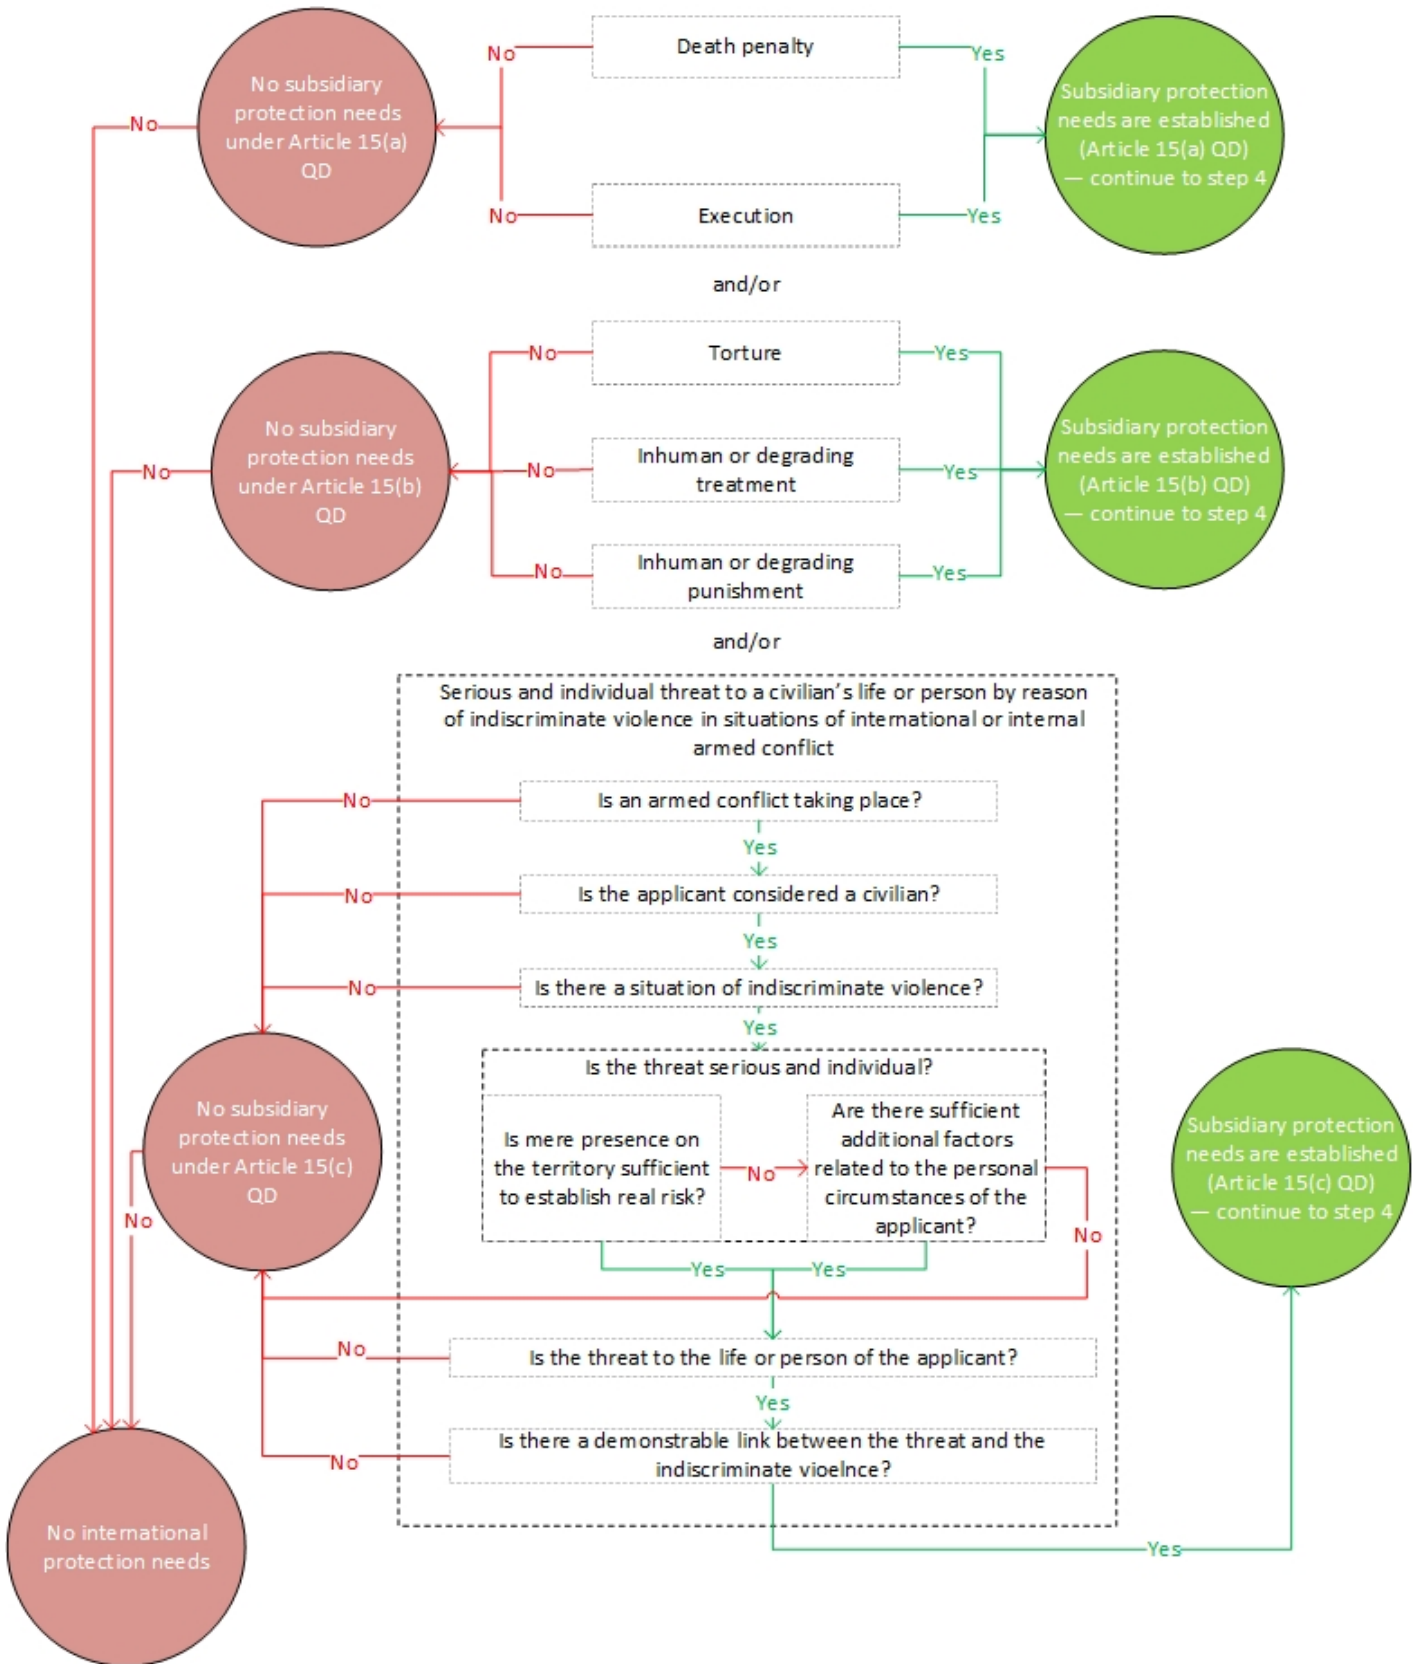 No
Death penalty
Yes
No subsidiary
protection needs
under Article 15(a)
QD
Subsidiary protection
needs are established
(Article 15(a) QD)
— continue to step 4
No
No
Execution
Yes
and/or
No
Torture
Yes
No subsidiary
protection needs
under Article 15(b)
QD
Subsidiary protection
needs are established
(Article 15(b) QD)
— continue to step 4
No
No
Inhuman or degrading
treatment
Yes
No
Inhuman or degrading
punishment
Yes
and/or
Serious and individual threat to a civilian’s life or person by reason
of indiscriminate violence in situations of international or internal
armed conflict
No
Is an armed conflict taking place?
Yes
No
Is the applicant considered a civilian?
Yes
No
Is there a situation of indiscriminate violence?
Yes
Is the threat serious and individual?
No subsidiary
protection needs
under Article 15(c)
QD
Is mere presence on
the territory sufficient
to establish real risk?
No
Are there sufficient
additional factors
related to the personal
circumstances of the
applicant?
Subsidiary protection
needs are established
(Article 15(c) QD)
— continue to step 4
No
No
Yes
Yes
No
Is the threat to the life or person of the applicant?
Yes
No
Is there a demonstrable link between the threat and the
indiscriminate vioelnce?
Yes
No international
protection needs